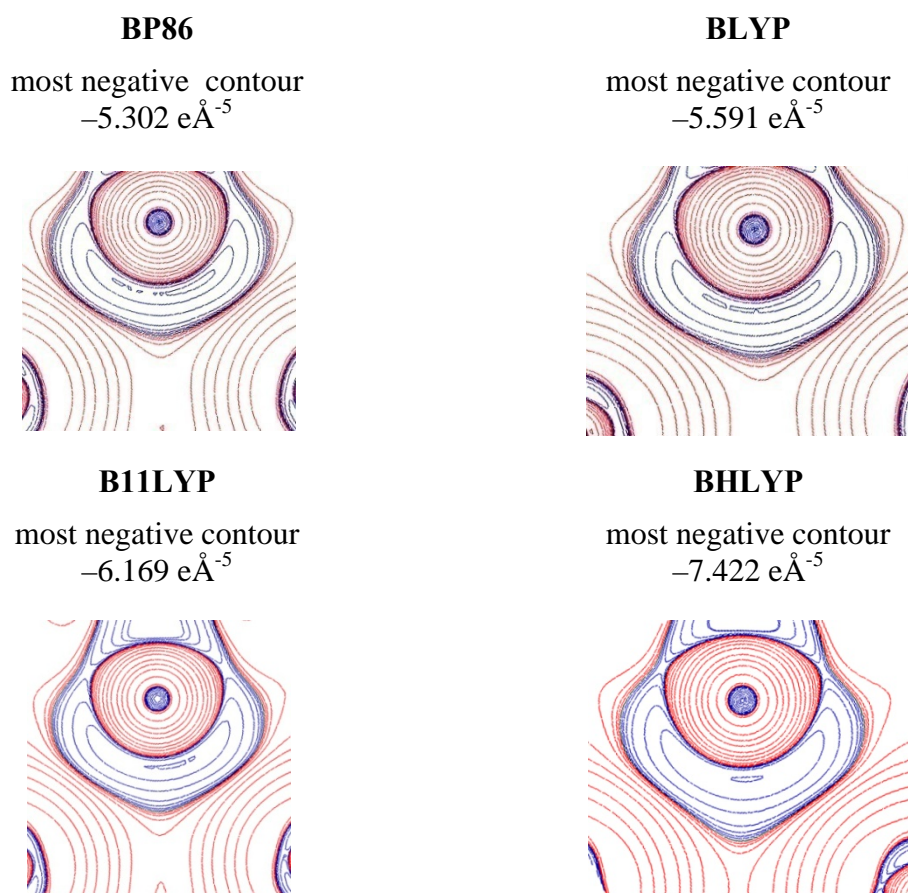 BP86
most negative contour
–5.302 eÅ⁻⁵
BLYP
most negative contour
–5.591 eÅ⁻⁵
B11LYP
most negative contour
–6.169 eÅ⁻⁵
BHLYP
most negative contour
–7.422 eÅ⁻⁵